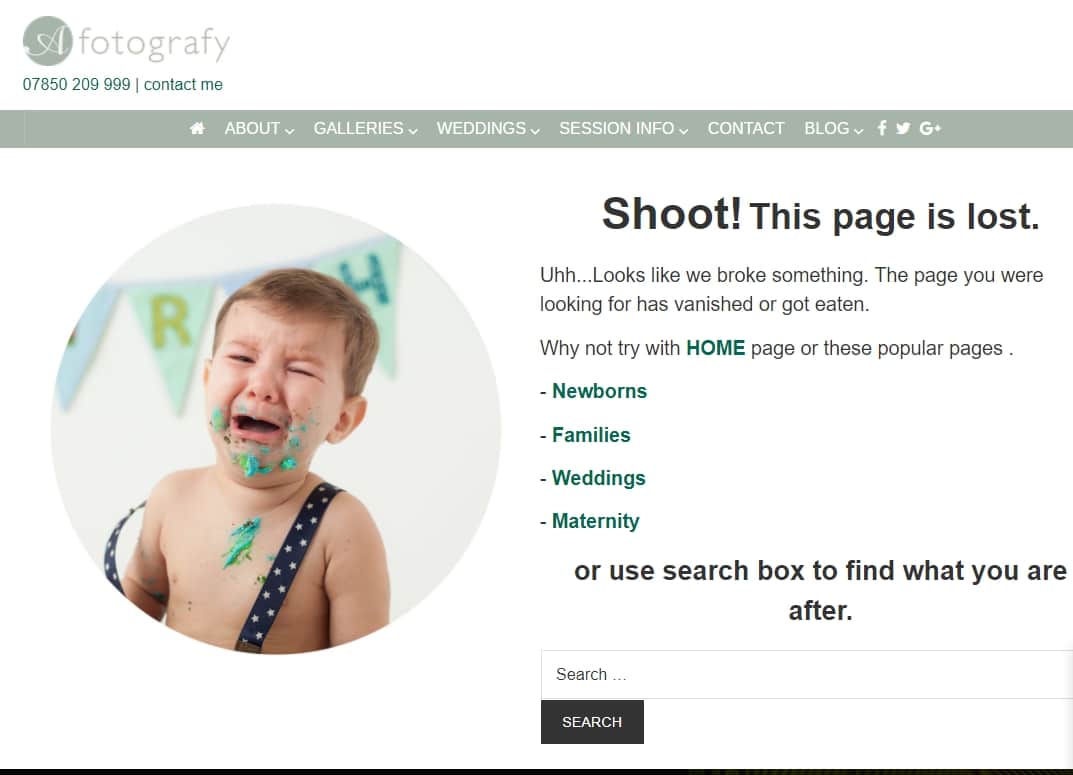 A fotografy
07850 209 999 | contact me
ABOUT GALLERIES WEDDINGS SESSION INFO CONTACT BLOG f G+
Shoot! This page is lost.
Uhh...Looks like we broke something. The page you were
looking for has vanished or got eaten.
Why not try with HOME page or these popular pages .
- Newborns
- Families
- Weddings
- Maternity
or use search box to find what you are
after.
Search ...
SEARCH
R
H